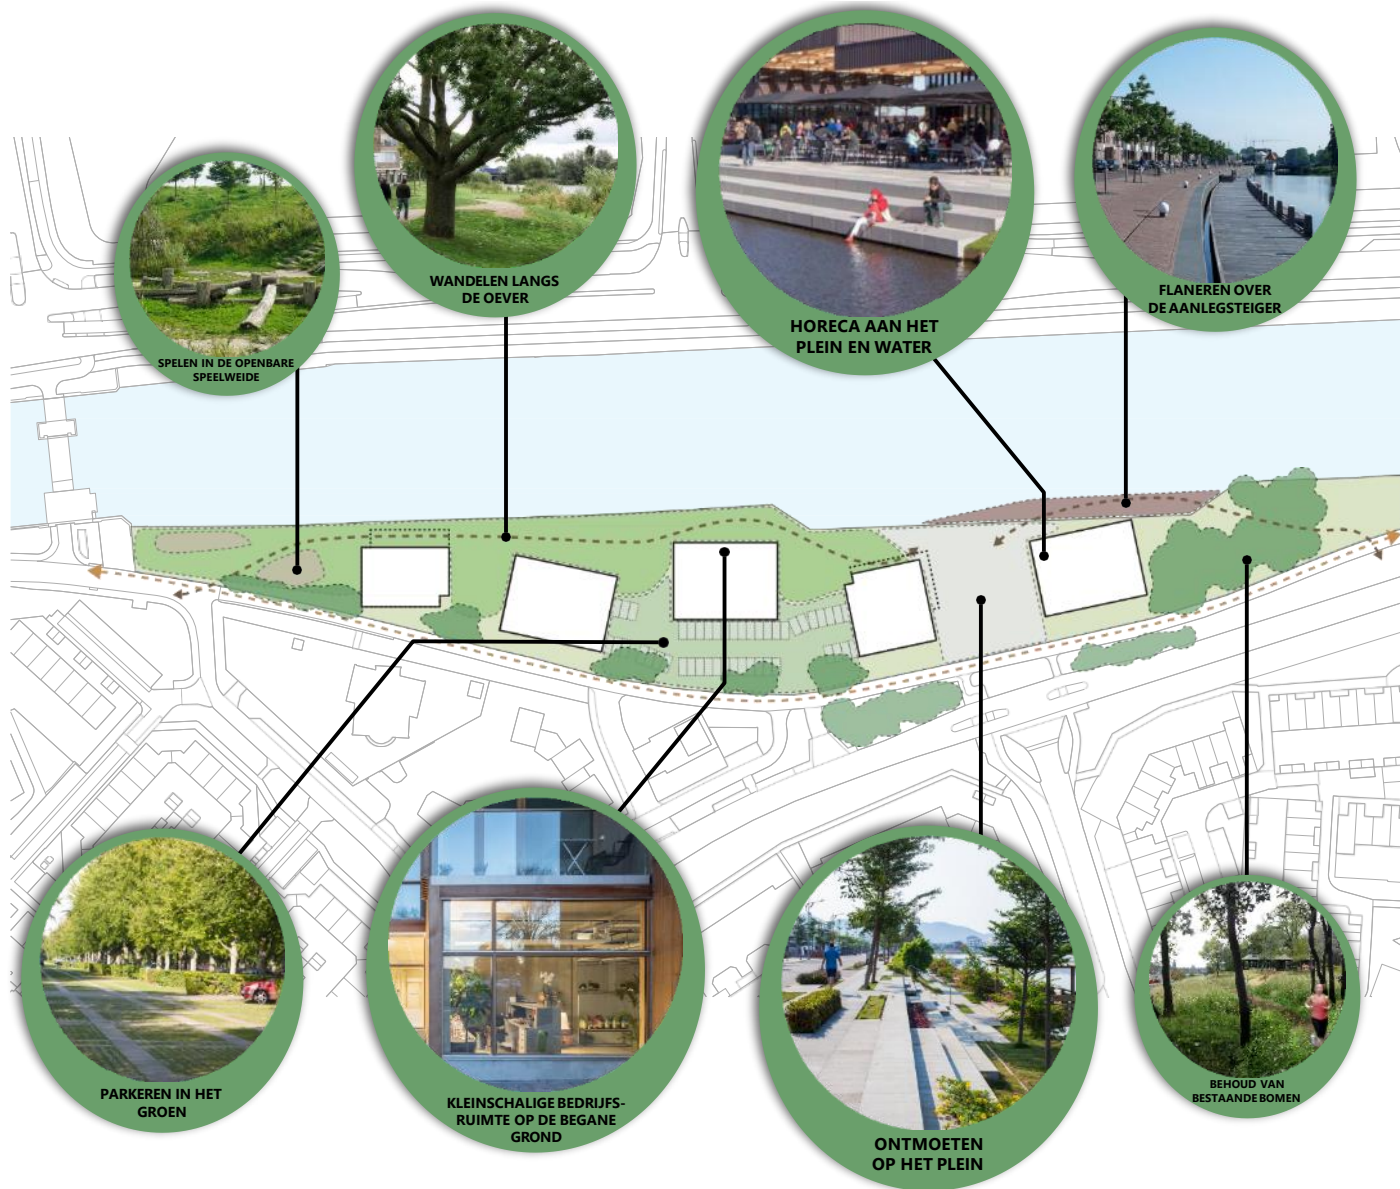 WANDELEN LANGS
DE OEVER
HORECA AAN HET
PLEIN EN WATER
FLANEREN OVER
DE AANLEGSTEIGER
SPELEN IN DE OPENBARE
SPEELWEIDE
PARKEREN IN HET
GROEN
KLEINSCHALIGE BEDRIJFS-
RUIMTE OP DE BEGANE
GROND
ONTMOETEN
OP HET PLEIN
BEHOUD VAN
BESTAANDE BOMEN